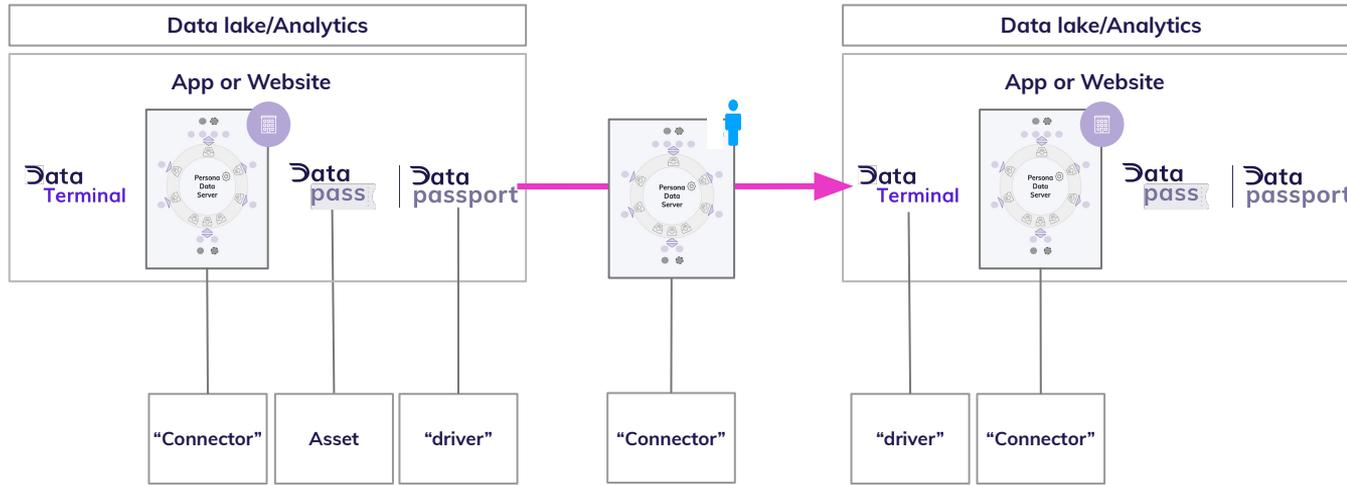 Data lake/Analytics
Data lake/Analytics
App or Website
App or Website
Persona
Data
Server
Data
Terminal
Data
pass
Data
passport
Persona
Data
Server
Data
Terminal
Persona
Data
Server
Data
pass
Data
passport
“Connector”
Asset
“driver”
“Connector”
“driver”
“Connector”